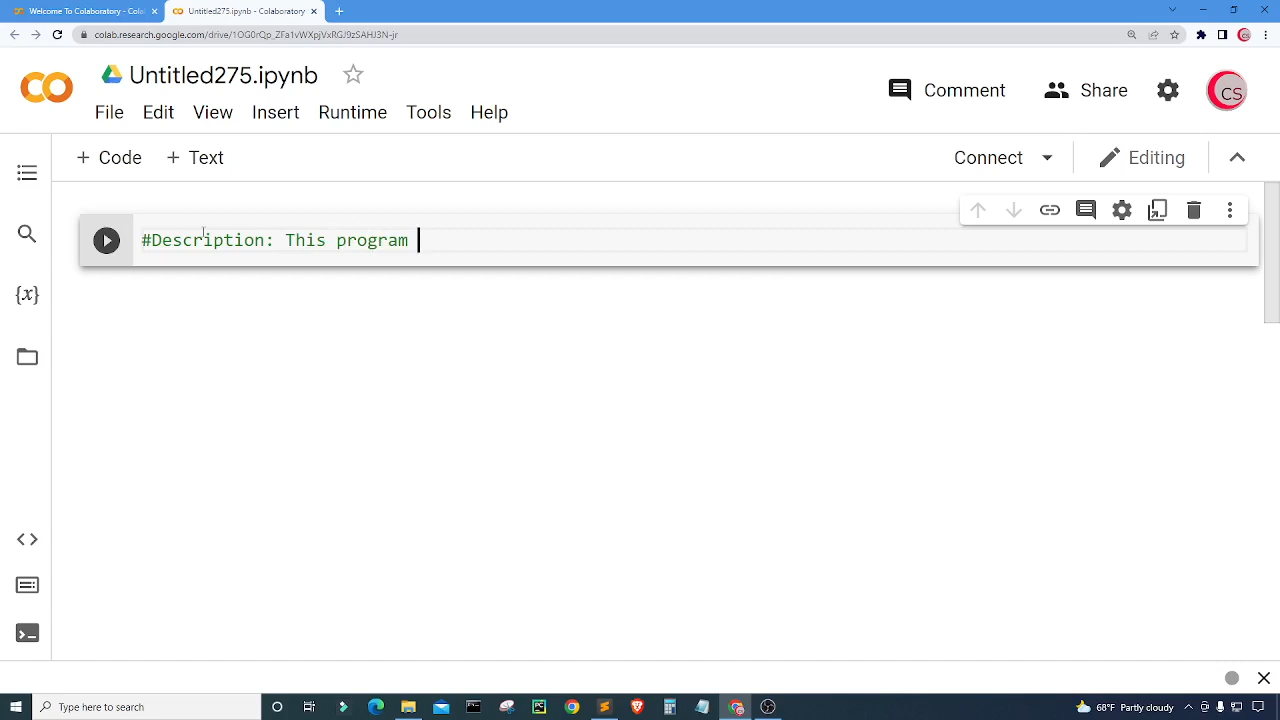 Welcome To Colaboratory - Colal
Untitled275.ipynb - Colaboratory
colab.research.google.com/drive/1OG0rQp_ZFa1vWXpjVxRGJ9zSAHJ3N-jr
Untitled275.ipynb
Comment
Share
CS
File Edit View Insert Runtime Tools Help
+ Code + Text
Connect
Editing
#Description: This program
{x}
Type here to search
68°F Partly cloudy